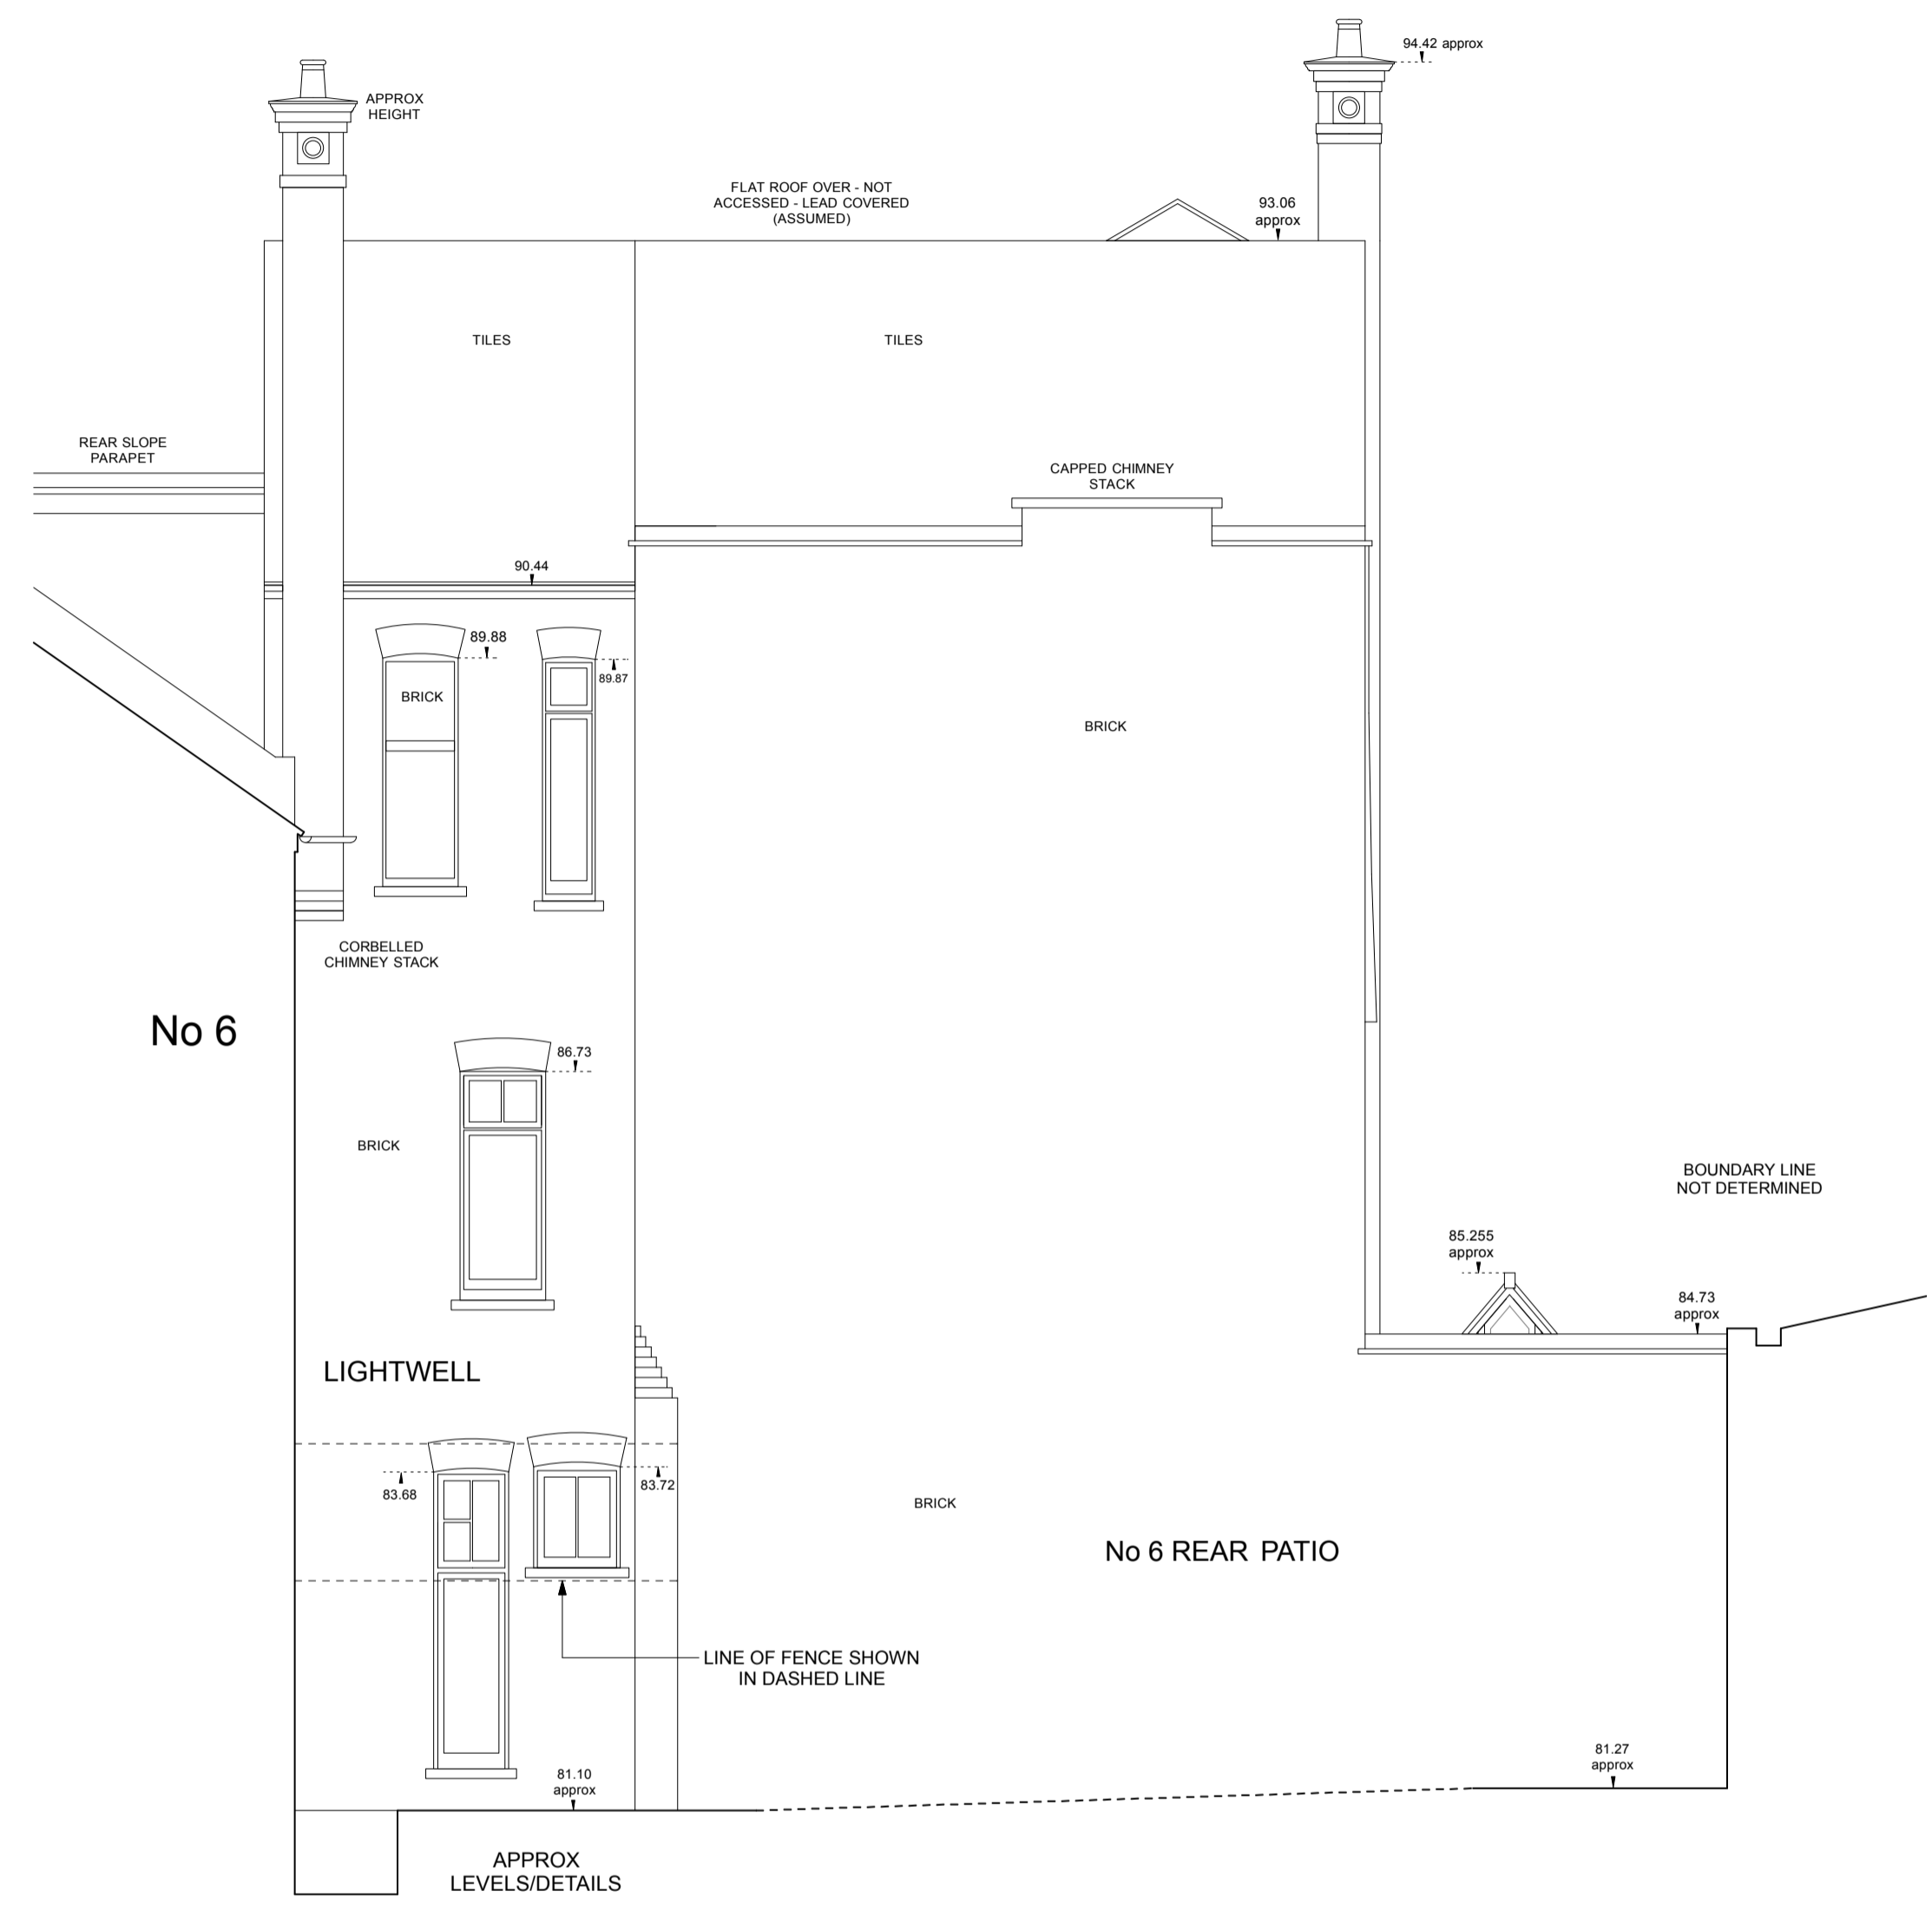 94.42 approx
APPROX
HEIGHT
FLAT ROOF OVER - NOT
ACCESSED - LEAD COVERED
(ASSUMED)
93.06
approx
TILES
TILES
REAR SLOPE
PARAPET
CAPPED CHIMNEY
STACK
90.44
89.88
89.87
BRICK
BRICK
CORBELLED
CHIMNEY STACK
No 6
86.73
BRICK
BOUNDARY LINE
NOT DETERMINED
85.255
approx
84.73
approx
LIGHTWELL
83.68
83.72
BRICK
No 6 REAR PATIO
LINE OF FENCE SHOWN
IN DASHED LINE
81.10
approx
81.27
approx
APPROX
LEVELS/DETAILS